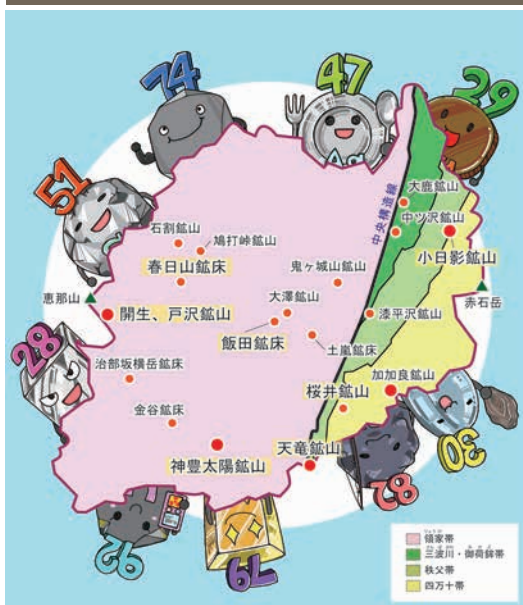 74
47
29
51
Ag
中央構造線
大鹿鉱山
中ツ沢鉱山
小日影鉱山
石割鉱山
鳩打峠鉱山
春日山鉱床
鬼ヶ城山鉱山
恵那山
赤石岳
大澤鉱山
開生、戸沢鉱山
漆平沢鉱山
飯田鉱床
土嵐鉱床
28
治部坂横岳鉱床
桜井鉱山
加加良鉱山
金谷鉱床
30
神豊太陽鉱山
天竜鉱山
82
92
79
領家帯
三波川・御荷鉾帯
秩父帯
四万十帯